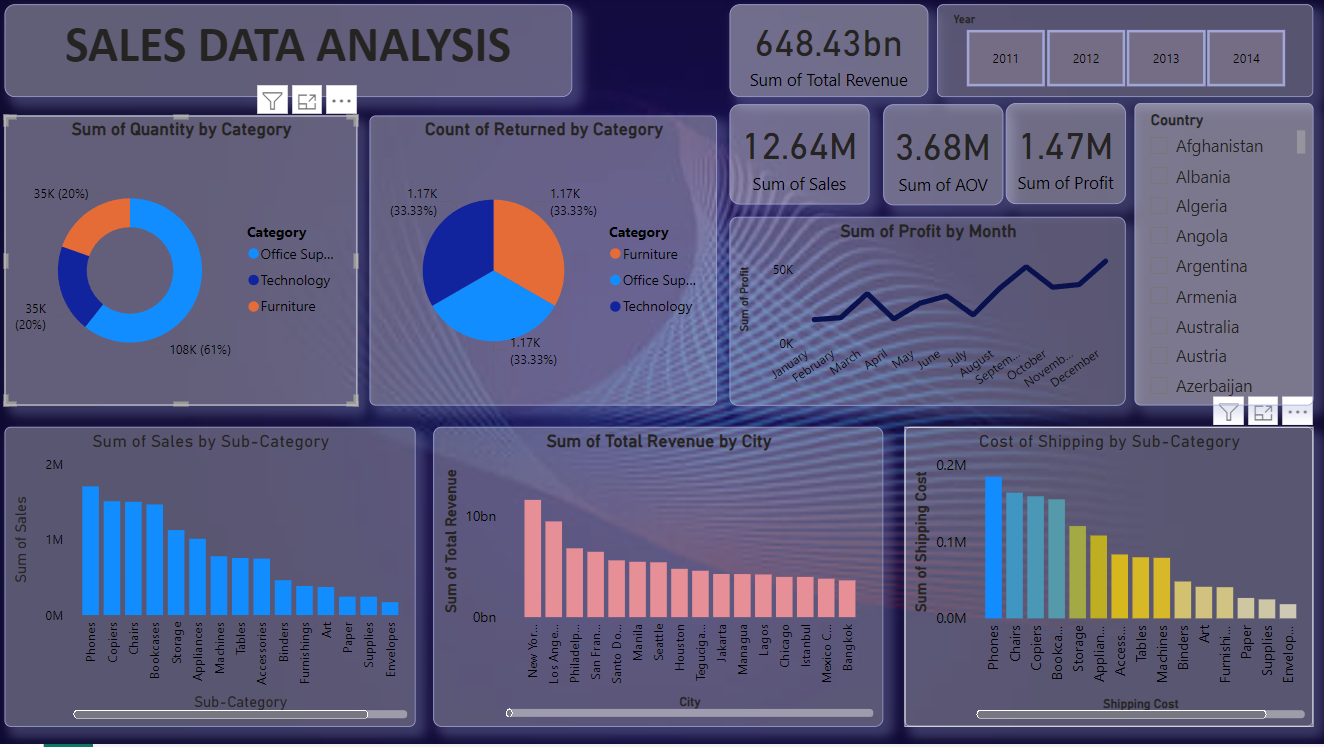 SALES DATA ANALYSIS
648.43bn
Sum of Total Revenue
Year
2011
2012
2013
2014
12.64M
Sum of Sales
3.68M
Sum of AOV
1.47M
Sum of Profit
Country
Afghanistan
Albania
Algeria
Angola
Argentina
Armenia
Australia
Austria
Azerbaijan
Sum of Quantity by Category
35K (20%)
35K
(20%)
108K (61%)
Category
Office Sup...
Technology
Furniture
Count of Returned by Category
1.17K
(33.33%)
1.17K
(33.33%)
1.17K
(33.33%)
Category
Furniture
Office Sup...
Technology
Sum of Profit by Month
Sum of Profit
50K
0K
January
February
March
April
May
June
July
August
Septem...
October
Novemb...
December
Sum of Sales by Sub-Category
Sum of Sales
2M
1M
0M
Phones
Copiers
Chairs
Bookcases
Storage
Appliances
Machines
Tables
Accessories
Binders
Furnishings
Art
Paper
Supplies
Envelopes
Sub-Category
Sum of Total Revenue by City
Sum of Total Revenue
10bn
0bn
New Yor...
Los Ange...
Philadelp...
San Fran...
Santo Do...
Manila
Seattle
Houston
Teguciga...
Jakarta
Managua
Lagos
Chicago
Istanbul
Mexico C...
Bangkok
City
Cost of Shipping by Sub-Category
Sum of Shipping Cost
0.2M
0.1M
0.0M
Phones
Chairs
Copiers
Bookca...
Storage
Applian...
Access...
Tables
Machines
Binders
Art
Furnishi...
Paper
Supplies
Envelop...
Shipping Cost